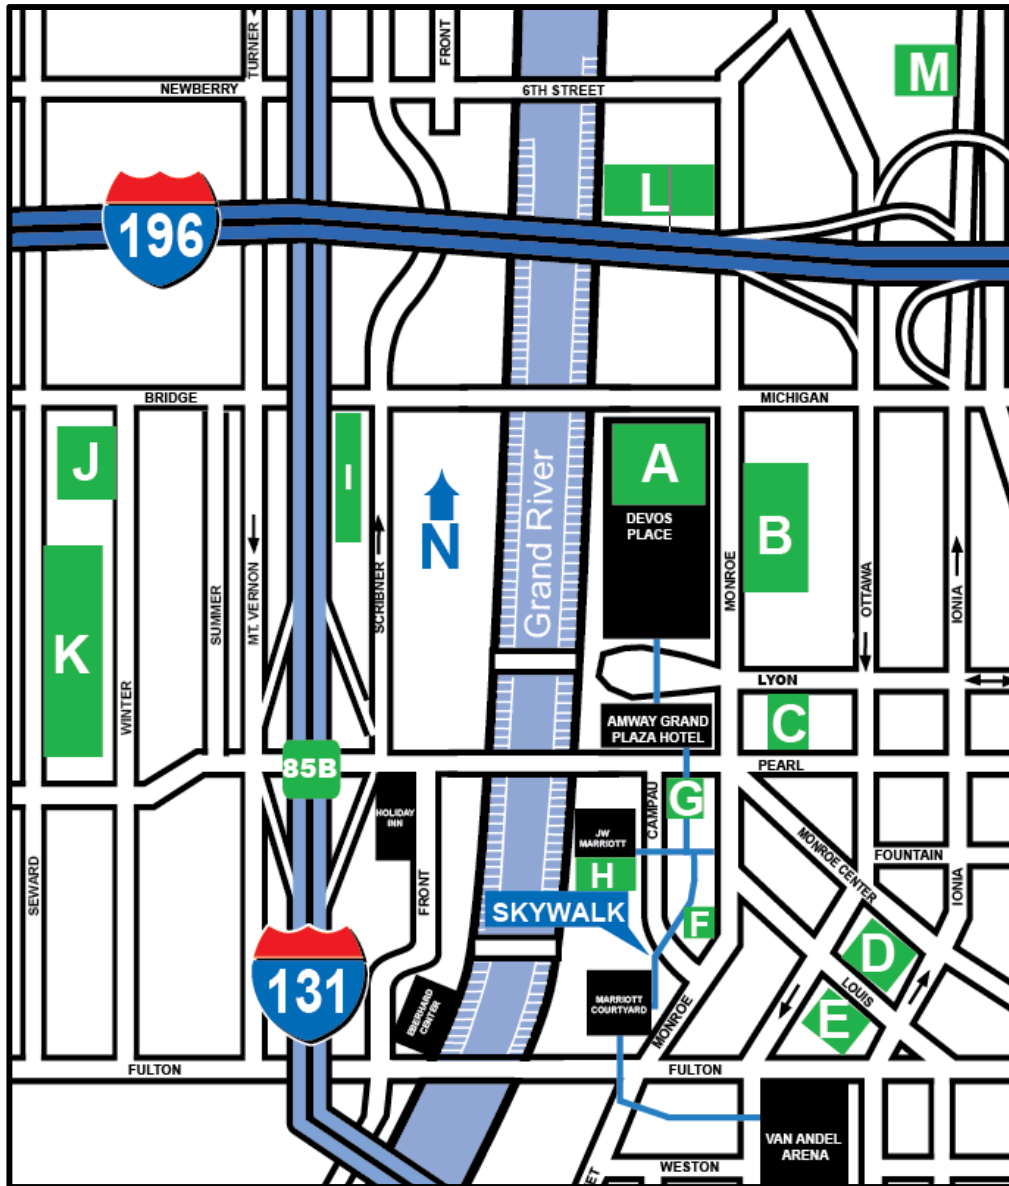 TURNER
FRONT
M
NEWBERRY
6TH STREET
L
196
BRIDGE
MICHIGAN
J
I
A
DEVOS
PLACE
B
N
Grand River
SUMMER
MT. VERNON
SCRIBNER
MONROE
OTTAWA
IONIA
K
WINTER
LYON
C
AMWAY GRAND
PLAZA HOTEL
PEARL
85B
HOLIDAY
INN
G
CAMPAU
JW
MARRIOTT
H
MONROE CENTER
FOUNTAIN
SEWARD
FRONT
IONIA
SKYWALK
F
D
131
LOUIS
E
EBERHARD
CENTER
MARRIOTT
COURTYARD
MONROE
FULTON
FULTON
VAN ANDEL
ARENA
WESTON
ET